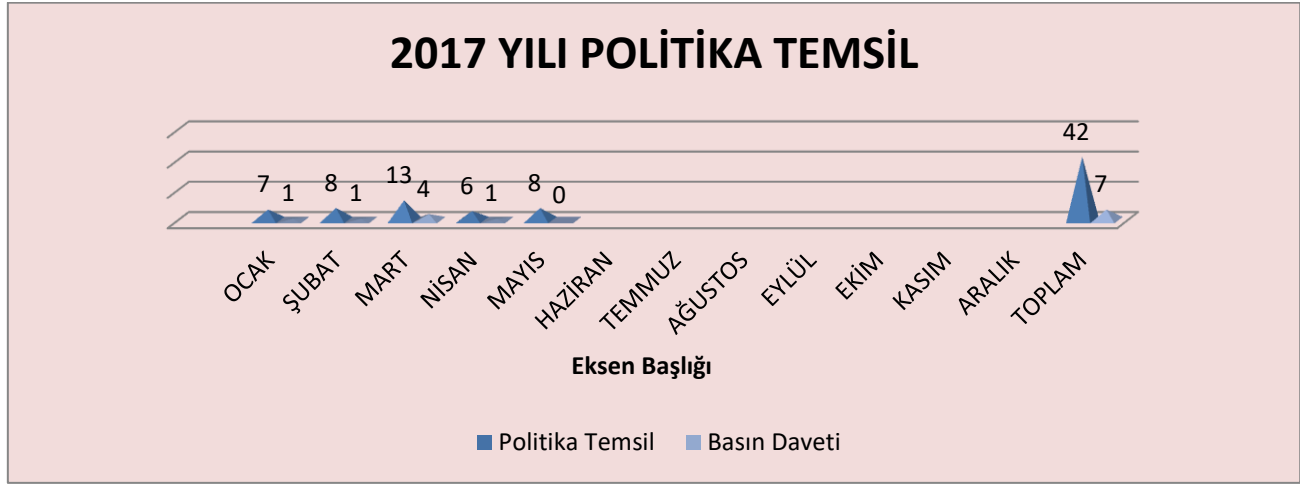 2017 YILI POLİTİKA TEMSİL
42
7 1 8 1 13 4 6 1 8 0 7
OCAK ŞUBAT MART NİSAN MAYIS HAZİRAN TEMMUZ AĞUSTOS EYLÜL EKİM KASIM ARALIK TOPLAM
Eksen Başlığı
Politika Temsil Basın Daveti